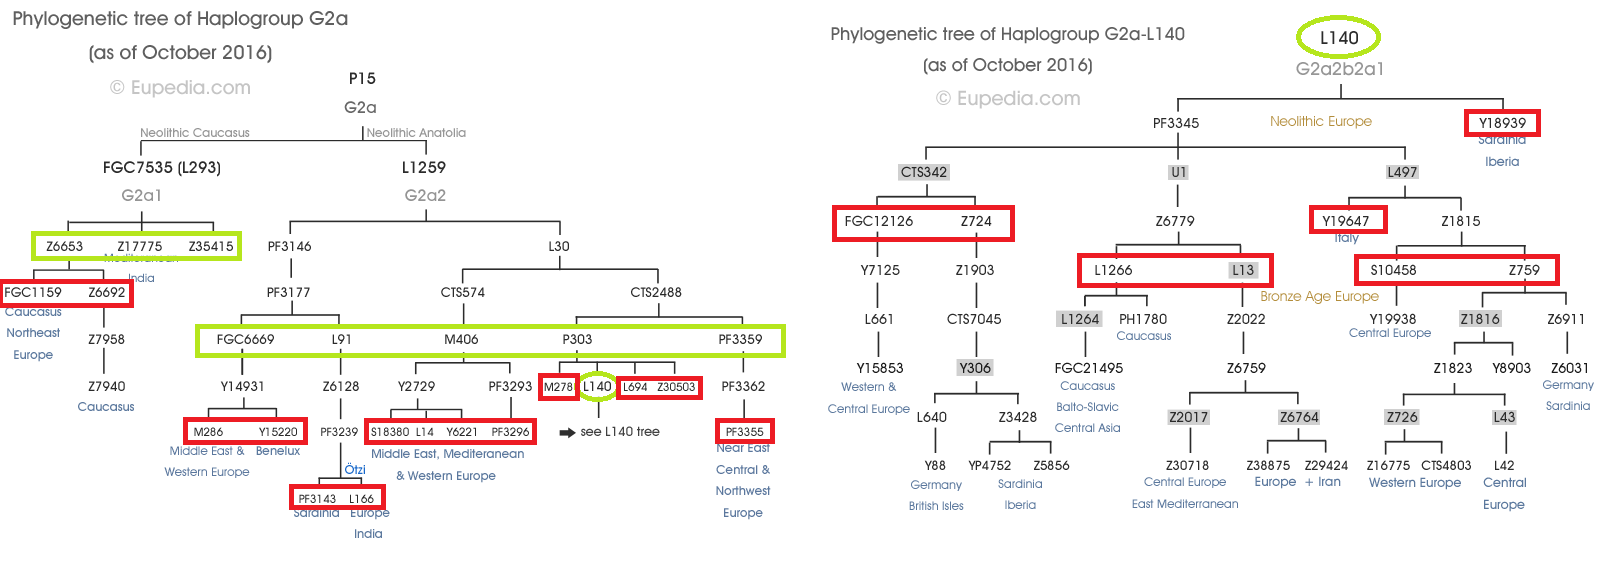 Phylogenetic tree of Haplogroup G2a
(as of October 2016)
© Eupedia.com
P15
G2a
Neolithic Caucasus Neolithic Anatolia
FGC7535 (L293) L1259
G2a1 G2a2
Z6653 Z17775 Z35415 PF3146 L30
Mediterranean
India
FGC1159 Z6692 PF3177 CTS574 CTS2488
Caucasus
Northeast
Europe
Z7958 FGC6669 L91 M406 P303 PF3359
Z7940 Y14931 Z6128 Y2729 PF3293 M278 L140 L694 Z30503 PF3362
Caucasus
M286 Y15220 PF3239 S18380 L14 Y6221 PF3296 see L140 tree PF3355
Middle East &
Western Europe
Benelux
Middle East, Mediterranean
& Western Europe
Near East
Central &
Northwest
Europe
Ötzi
PF3143 L166
Sardinia Europe
India
Phylogenetic tree of Haplogroup G2a-L140
(as of October 2016)
© Eupedia.com
L140
G2a2b2a1
PF3345 Neolithic Europe Y18939
Sardinia
Iberia
CTS342 U1 L497
FGC12126 Z724 Z6779 Y19647 Z1815
Italy
Y7125 Z1903 L1266 L13 S10458 Z759
Bronze Age Europe
L661 CTS7045 L1264 PH1780 Z2022 Y19938 Z1816 Z6911
Caucasus
Central Europe
Y15853 Y306 FGC21495 Z6759 Z1823 Y8903 Z6031
Western &
Central Europe
Caucasus
Balto-Slavic
Central Asia
Germany
Sardinia
L640 Z3428 Z2017 Z6764 Z726 L43
Y88 YP4752 Z5856 Z30718 Z38875 Z29424 Z16775 CTS4803 L42
Germany
British Isles
Sardinia
Iberia
Central Europe
East Mediterranean
Europe + Iran
Western Europe
Central
Europe